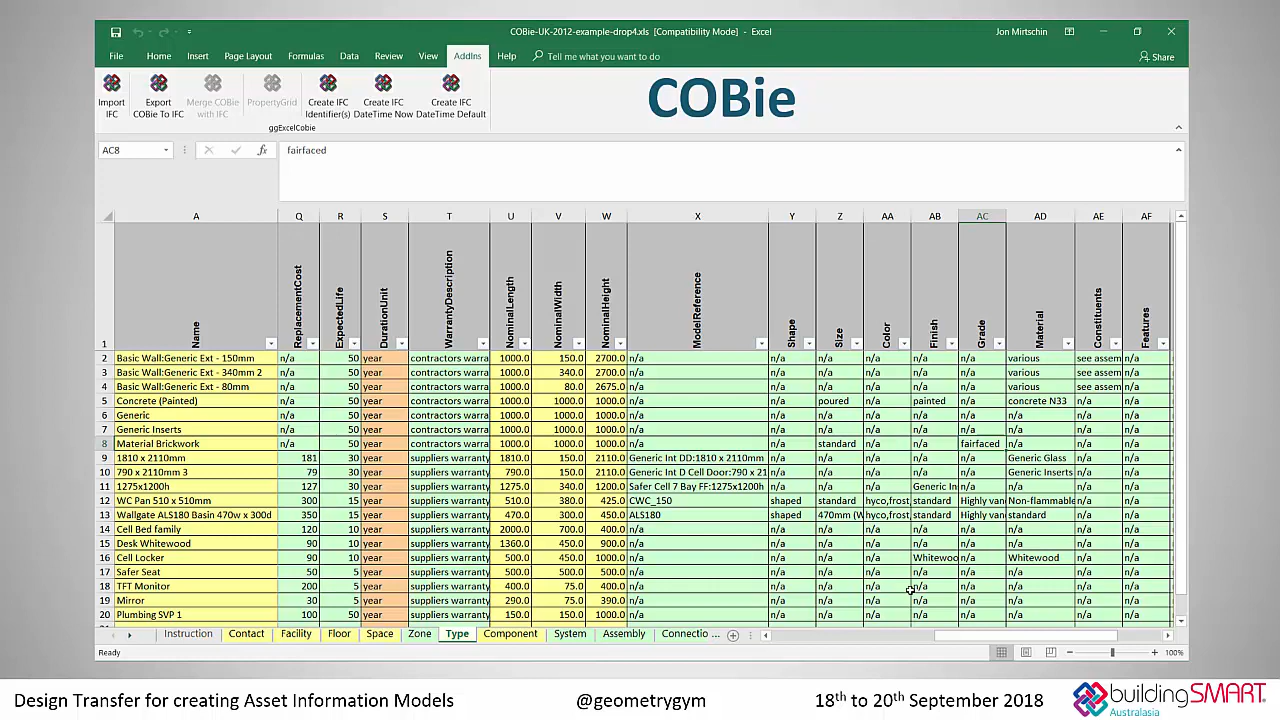 COBie-UK-2012-example-drop4.xls [Compatibility Mode] - Excel
Jon Mirtschin
File Home Insert Page Layout Formulas Data Review View AddIns Help Tell me what you want to do Share
Import IFC
Export COBie To IFC
Merge COBie with IFC
PropertyGrid
Create IFC Identifier(s)
Create IFC DateTime Now
Create IFC DateTime Default
ggExcelCobie
COBie
AC8 fx fairfaced
A Q R S T U V W X Y Z AA AB AC AD AE AF
1 Name ReplacementCost ExpectedLife DurationUnit WarrantyDescription NominalLength NominalWidth NominalHeight ModelReference Shape Size Color Finish Grade Material Constituents Features
2 Basic Wall:Generic Ext - 150mm n/a 50 year contractors warra 1000.0 150.0 2700.0 n/a n/a n/a n/a n/a n/a various see assem n/a
3 Basic Wall:Generic Ext - 340mm 2 n/a 50 year contractors warra 1000.0 340.0 2700.0 n/a n/a n/a n/a n/a n/a various see assem n/a
4 Basic Wall:Generic Ext - 80mm n/a 50 year contractors warra 1000.0 80.0 2675.0 n/a n/a n/a n/a n/a n/a various see assem n/a
5 Concrete (Painted) n/a 50 year contractors warra 1000.0 1000.0 1000.0 n/a n/a poured n/a painted n/a concrete N33 n/a n/a
6 Generic n/a 50 year contractors warra 1000.0 1000.0 1000.0 n/a n/a n/a n/a n/a n/a n/a n/a n/a
7 Generic Inserts n/a 50 year contractors warra 1000.0 1000.0 1000.0 n/a n/a n/a n/a n/a n/a n/a n/a n/a
8 Material Brickwork n/a 50 year contractors warra 1000.0 1000.0 1000.0 n/a n/a standard n/a n/a fairfaced n/a n/a n/a
9 1810 x 2110mm 181 30 year suppliers warranty 1810.0 150.0 2110.0 Generic Int DD:1810 x 2110mm n/a n/a n/a n/a n/a Generic Glass n/a n/a
10 790 x 2110mm 3 79 30 year suppliers warranty 790.0 150.0 2110.0 Generic Int D Cell Door:790 x 21 n/a n/a n/a n/a n/a Generic Inserts n/a n/a
11 1275x1200h 127 30 year suppliers warranty 1275.0 340.0 1200.0 Safer Cell 7 Bay FF:1275x1200h n/a n/a n/a Generic In n/a n/a n/a n/a
12 WC Pan 510 x 510mm 300 15 year suppliers warranty 510.0 380.0 425.0 CWC_150 shaped standard hyco,frost, standard Highly van Non-flammable n/a n/a
13 Wallgate ALS180 Basin 470w x 300d 350 15 year suppliers warranty 470.0 300.0 450.0 ALS180 shaped 470mm (W hyco,frost, standard Highly van standard n/a n/a
14 Cell Bed family 120 10 year suppliers warranty 2000.0 700.0 400.0 n/a n/a n/a n/a n/a n/a n/a n/a n/a
15 Desk Whitewood 90 10 year suppliers warranty 1360.0 450.0 900.0 n/a n/a n/a n/a n/a n/a n/a n/a n/a
16 Cell Locker 90 10 year suppliers warranty 500.0 450.0 1000.0 n/a n/a n/a n/a Whitewoo n/a Whitewood n/a n/a
17 Safer Seat 50 5 year suppliers warranty 500.0 500.0 500.0 n/a n/a n/a n/a n/a n/a n/a n/a n/a
18 TFT Monitor 200 5 year suppliers warranty 400.0 75.0 400.0 n/a n/a n/a n/a n/a n/a n/a n/a n/a
19 Mirror 30 5 year suppliers warranty 290.0 75.0 390.0 n/a n/a n/a n/a n/a n/a n/a n/a n/a
20 Plumbing SVP 1 100 50 year suppliers warranty 150.0 150.0 1000.0 n/a n/a n/a n/a n/a n/a n/a n/a n/a
Instruction Contact Facility Floor Space Zone Type Component System Assembly Connectio ...
Ready 100%
Design Transfer for creating Asset Information Models @geometrygym 18th to 20th September 2018 buildingSMART
Australasia